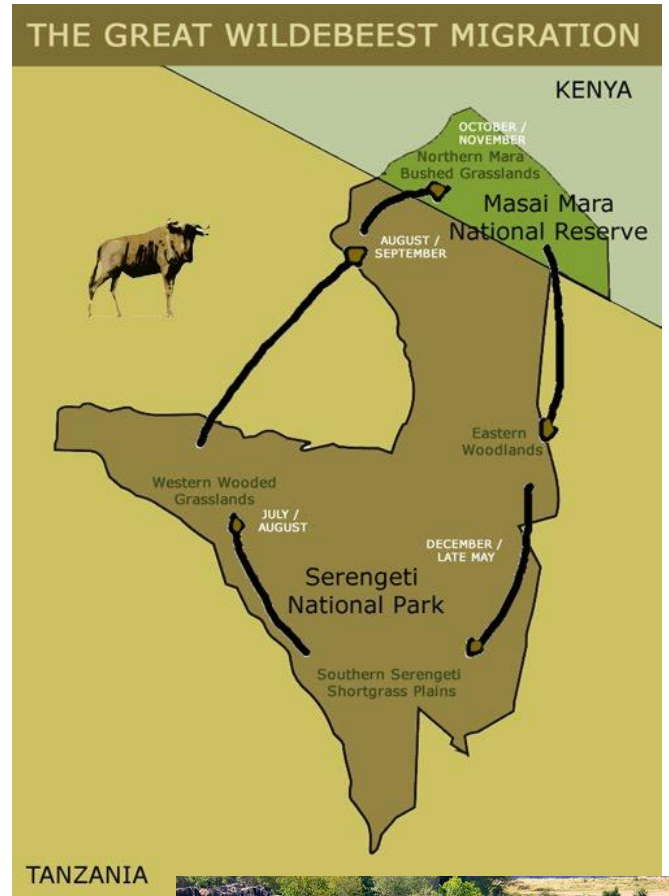 THE GREAT WILDEBEEST MIGRATION
KENYA
OCTOBER /
NOVEMBER
Northern Mara
Bushed Grasslands
Masai Mara
National Reserve
AUGUST /
SEPTEMBER
Eastern
Woodlands
Western Wooded
Grasslands
JULY /
AUGUST
DECEMBER /
LATE MAY
Serengeti
National Park
Southern Serengeti
Shortgrass Plains
TANZANIA